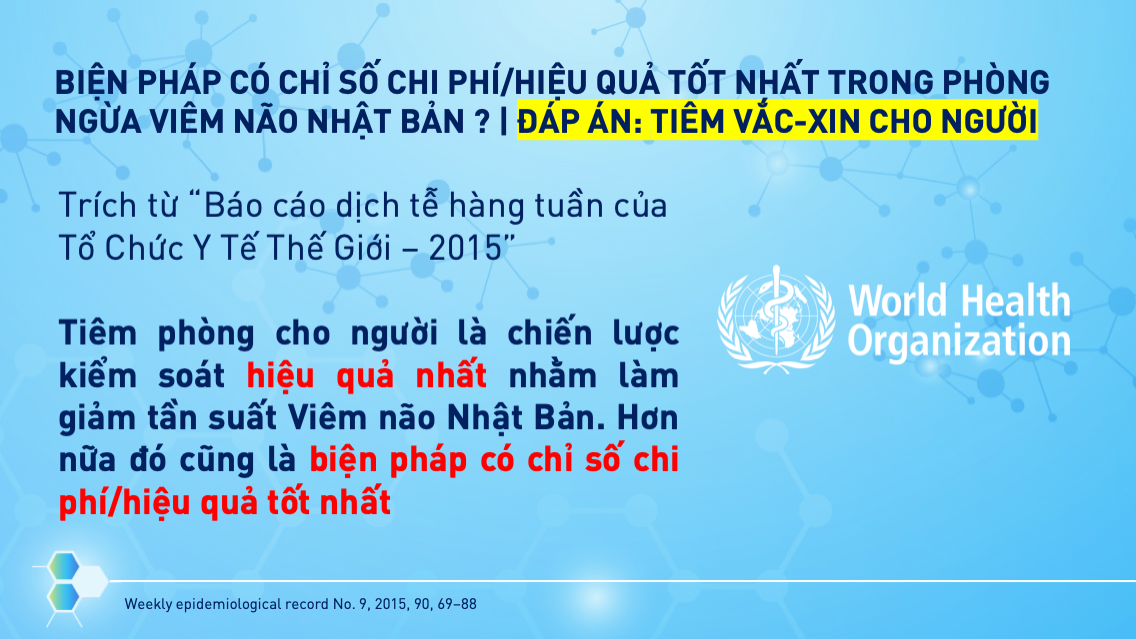 BIỆN PHÁP CÓ CHỈ SỐ CHI PHÍ/HIỆU QUẢ TỐT NHẤT TRONG PHÒNG
NGỪA VIÊM NÃO NHẬT BẢN ? | ĐÁP ÁN: TIÊM VẮC-XIN CHO NGƯỜI
Trích từ “Báo cáo dịch tễ hàng tuần của
Tổ Chức Y Tế Thế Giới – 2015”
Tiêm phòng cho người là chiến lược
kiểm soát hiệu quả nhất nhằm làm
giảm tần suất Viêm não Nhật Bản. Hơn
nữa đó cũng là biện pháp có chỉ số chi
phí/hiệu quả tốt nhất
World Health
Organization
Weekly epidemiological record No. 9, 2015, 90, 69–88